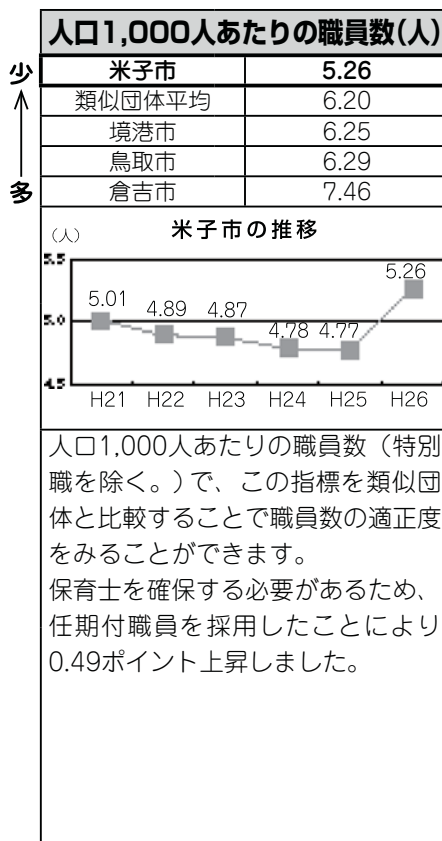 人口1,000人あたりの職員数(人)
少
多
米子市 5.26
類似団体平均 6.20
境港市 6.25
鳥取市 6.29
倉吉市 7.46
(人) 米子市の推移
5.5
5.0
4.5
5.01 4.89 4.87 4.78 4.77 5.26
H21 H22 H23 H24 H25 H26
人口1,000人あたりの職員数（特別
職を除く。）で、この指標を類似団
体と比較することで職員数の適正度
をみることができます。
保育士を確保する必要があるため、
任期付職員を採用したことにより
0.49ポイント上昇しました。